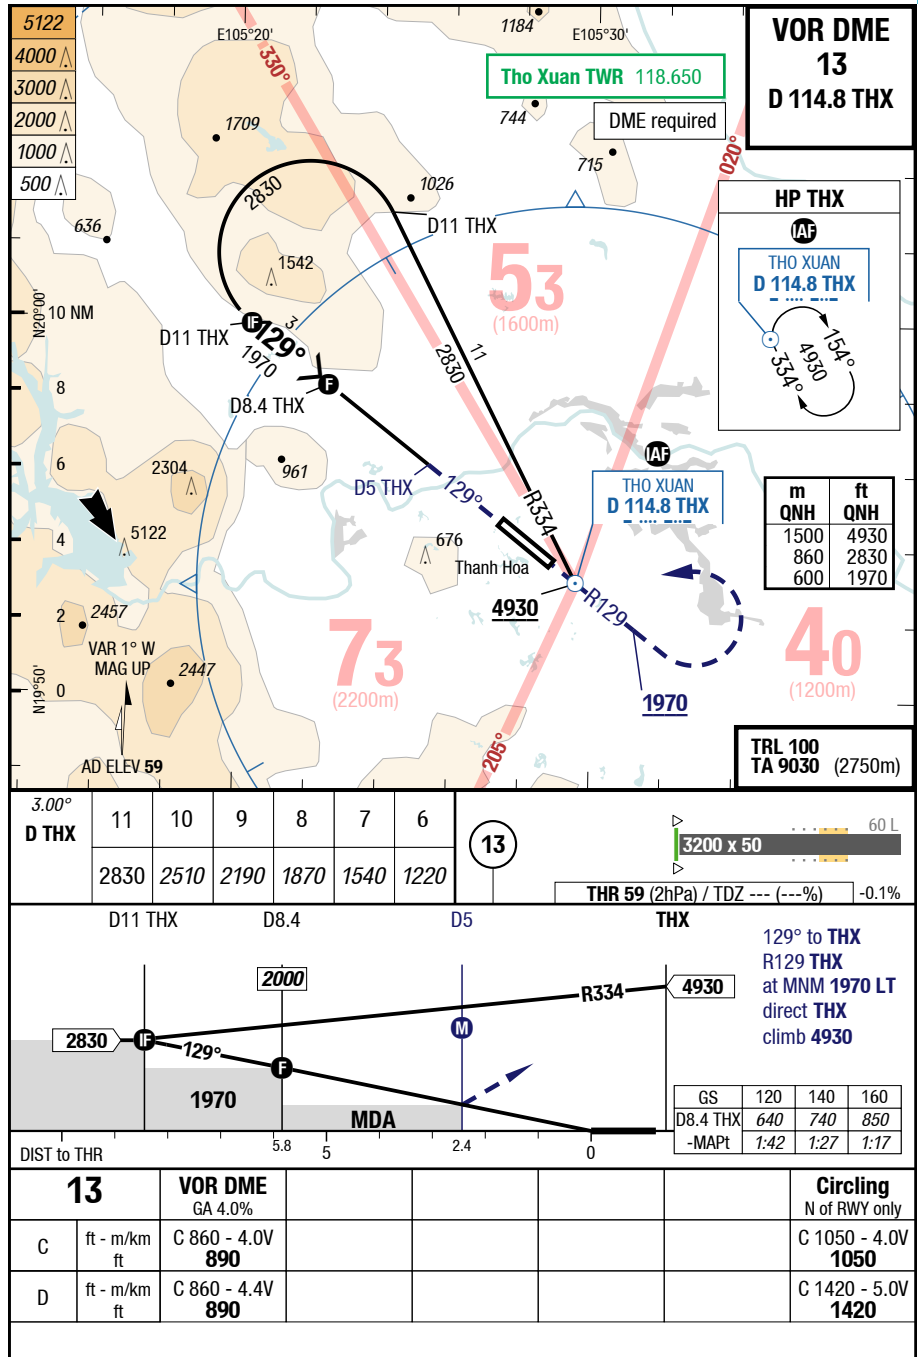 5122
4000
3000
2000
1000
500
E105°20'
1184
E105°30'
VOR DME
13
D 114.8 THX
330°
Tho Xuan TWR 118.650
744
DME required
715
020°
1709
2830
1026
D11 THX
636
1542
53
(1600m)
HP THX
IAF
THO XUAN
D 114.8 THX
154°
4930
334°
N20°00'
10 NM
D11 THX
IF
129°
3
1970
11
2830
F
D8.4 THX
8
6
4
2
0
2304
961
D5 THX
129°
R334
IAF
THO XUAN
D 114.8 THX
m ft
QNH QNH
1500 4930
860 2830
600 1970
5122
676
Thanh Hoa
4930
R129
2457
VAR 1° W
MAG UP
2447
73
(2200m)
40
(1200m)
1970
N19°50'
AD ELEV 59
205°
TRL 100
TA 9030 (2750m)
3.00°
D THX 11 10 9 8 7 6
2830 2510 2190 1870 1540 1220
13
60 L
3200 x 50
THR 59 (2hPa) / TDZ --- (---%) -0.1%
D11 THX D8.4 D5 THX
129° to THX
R129 THX
at MNM 1970 LT
direct THX
climb 4930
2000
R334
4930
2830
IF
129°
F
M
1970
MDA
GS 120 140 160
D8.4 THX 640 740 850
-MAPt 1:42 1:27 1:17
DIST to THR 5.8 5 2.4 0
13 VOR DME Circling
GA 4.0% N of RWY only
C ft - m/km C 860 - 4.0V C 1050 - 4.0V
ft 890 1050
D ft - m/km C 860 - 4.4V C 1420 - 5.0V
ft 890 1420